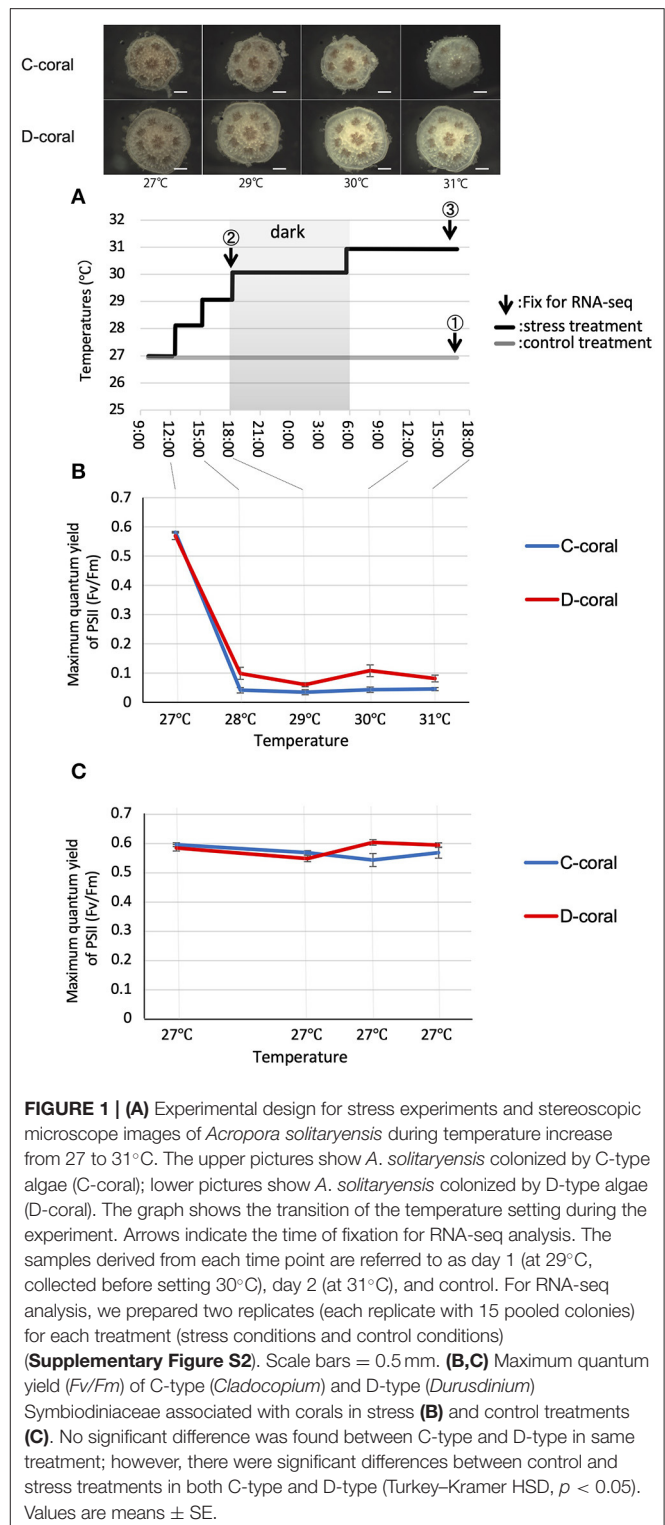 C-coral
D-coral
27℃ 29℃ 30℃ 31℃
A
32
31
30
29
28
27
26
25
Temperatures (℃)
dark
②
③
①
:Fix for RNA-seq
:stress treatment
:control treatment
9:00 12:00 15:00 18:00 21:00 0:00 3:00 6:00 9:00 12:00 15:00 18:00
B
0.7
0.6
0.5
0.4
0.3
0.2
0.1
0
Maximum quantum yield
of PSII (Fv/Fm)
C-coral
D-coral
27℃ 28℃ 29℃ 30℃ 31℃
Temperature
C
0.7
0.6
0.5
0.4
0.3
0.2
0.1
0
Maximum quantum yield
of PSII (Fv/Fm)
C-coral
D-coral
27℃ 27℃ 27℃ 27℃
Temperature
FIGURE 1 | (A) Experimental design for stress experiments and stereoscopic
microscope images of Acropora solitaryensis during temperature increase
from 27 to 31°C. The upper pictures show A. solitaryensis colonized by C-type
algae (C-coral); lower pictures show A. solitaryensis colonized by D-type algae
(D-coral). The graph shows the transition of the temperature setting during the
experiment. Arrows indicate the time of fixation for RNA-seq analysis. The
samples derived from each time point are referred to as day 1 (at 29°C,
collected before setting 30°C), day 2 (at 31°C), and control. For RNA-seq
analysis, we prepared two replicates (each replicate with 15 pooled colonies)
for each treatment (stress conditions and control conditions)
(Supplementary Figure S2). Scale bars = 0.5 mm. (B,C) Maximum quantum
yield (Fv/Fm) of C-type (Cladocopium) and D-type (Durusdinium)
Symbiodiniaceae associated with corals in stress (B) and control treatments
(C). No significant difference was found between C-type and D-type in same
treatment; however, there were significant differences between control and
stress treatments in both C-type and D-type (Turkey–Kramer HSD, p < 0.05).
Values are means ± SE.